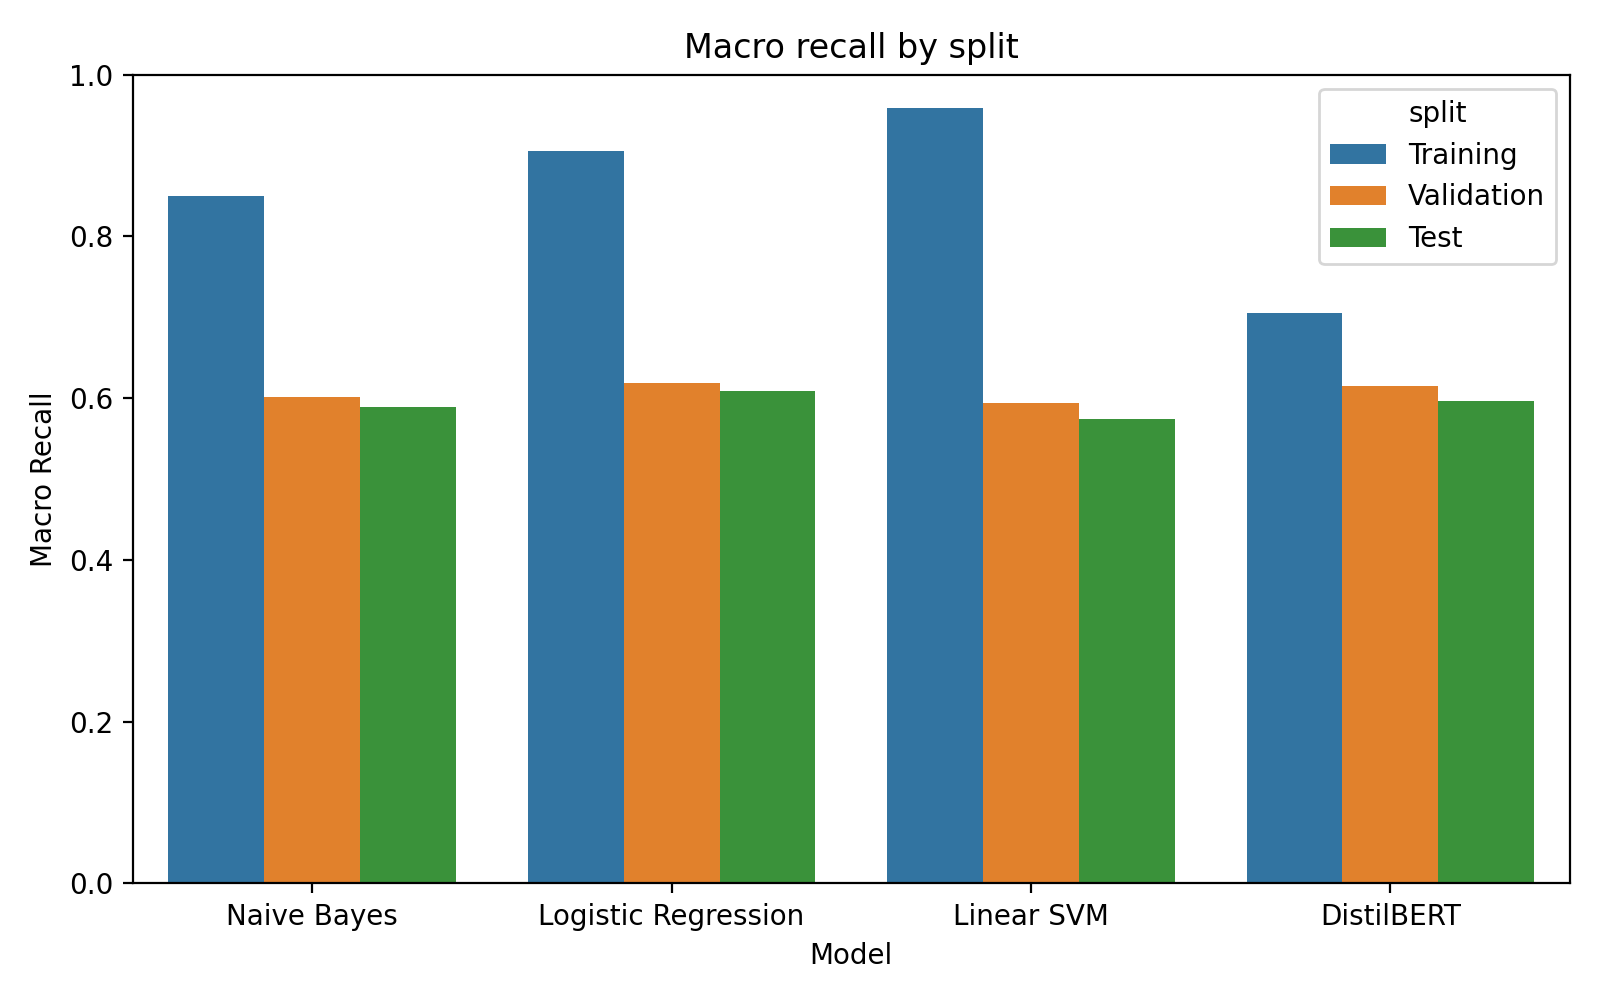 Macro recall by split
1.0
0.8
0.6
0.4
0.2
0.0
Macro Recall
split
Training
Validation
Test
Naive Bayes
Logistic Regression
Linear SVM
DistilBERT
Model